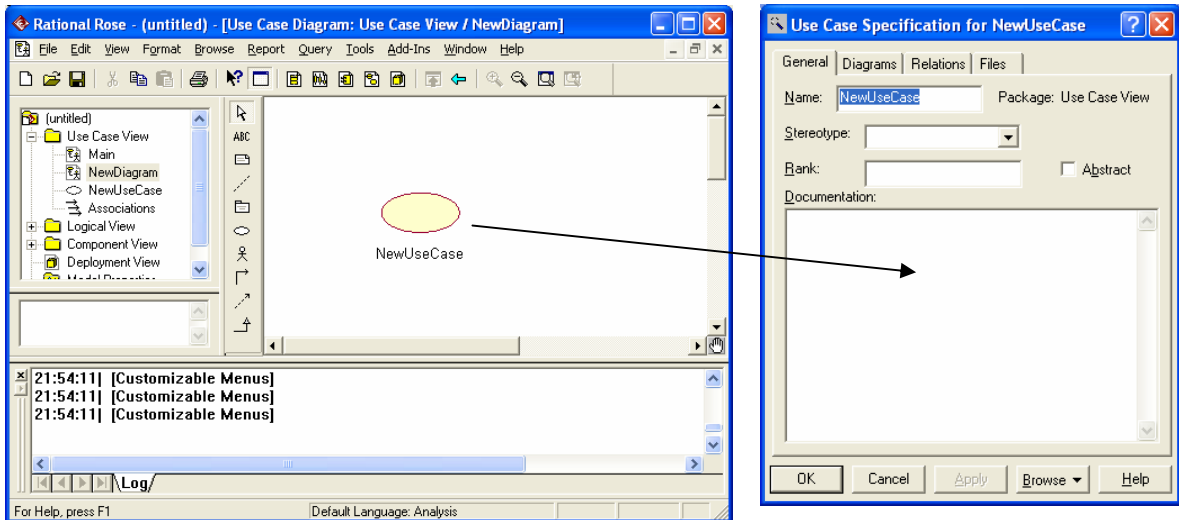 Rational Rose - (untitled) - [Use Case Diagram: Use Case View / NewDiagram]
File Edit View Format Browse Report Query Tools Add-Ins Window Help
(untitled)
Use Case View
Main
NewDiagram
NewUseCase
Associations
Logical View
Component View
Deployment View
Model Properties
ABC
NewUseCase
21:54:11| [Customizable Menus]
21:54:11| [Customizable Menus]
21:54:11| [Customizable Menus]
Log
For Help, press F1
Default Language: Analysis
Use Case Specification for NewUseCase
General Diagrams Relations Files
Name: NewUseCase Package: Use Case View
Stereotype:
Rank: Abstract
Documentation:
OK Cancel Apply Browse Help